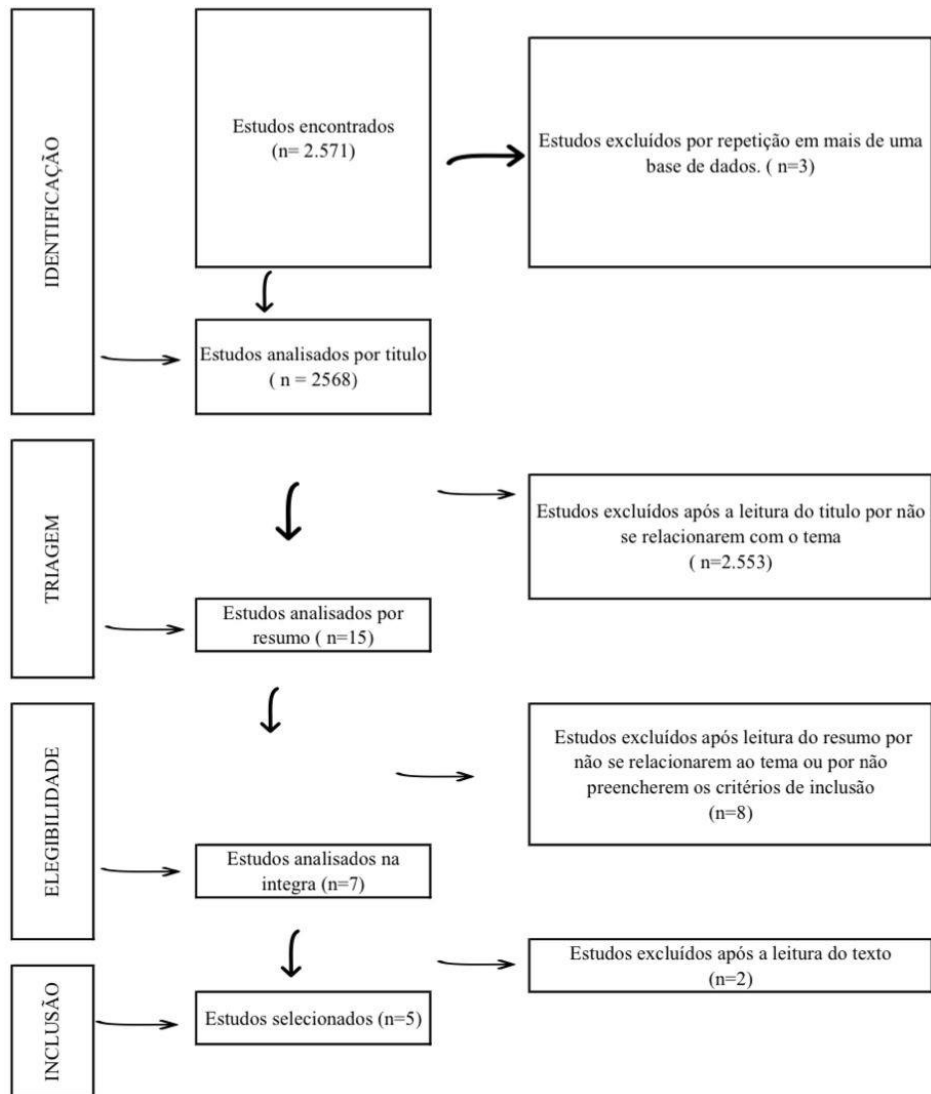 IDENTIFICAÇÃO
Estudos encontrados
(n= 2.571)
Estudos excluídos por repetição em mais de uma
base de dados. ( n=3)
Estudos analisados por titulo
( n = 2568)
TRIAGEM
Estudos excluídos após a leitura do titulo por não
se relacionarem com o tema
( n=2.553)
Estudos analisados por
resumo ( n=15)
ELEGIBILIDADE
Estudos excluídos após leitura do resumo por
não se relacionarem ao tema ou por não
preencherem os critérios de inclusão
(n=8)
Estudos analisados na
integra (n=7)
INCLUSÃO
Estudos excluídos após a leitura do texto
(n=2)
Estudos selecionados (n=5)